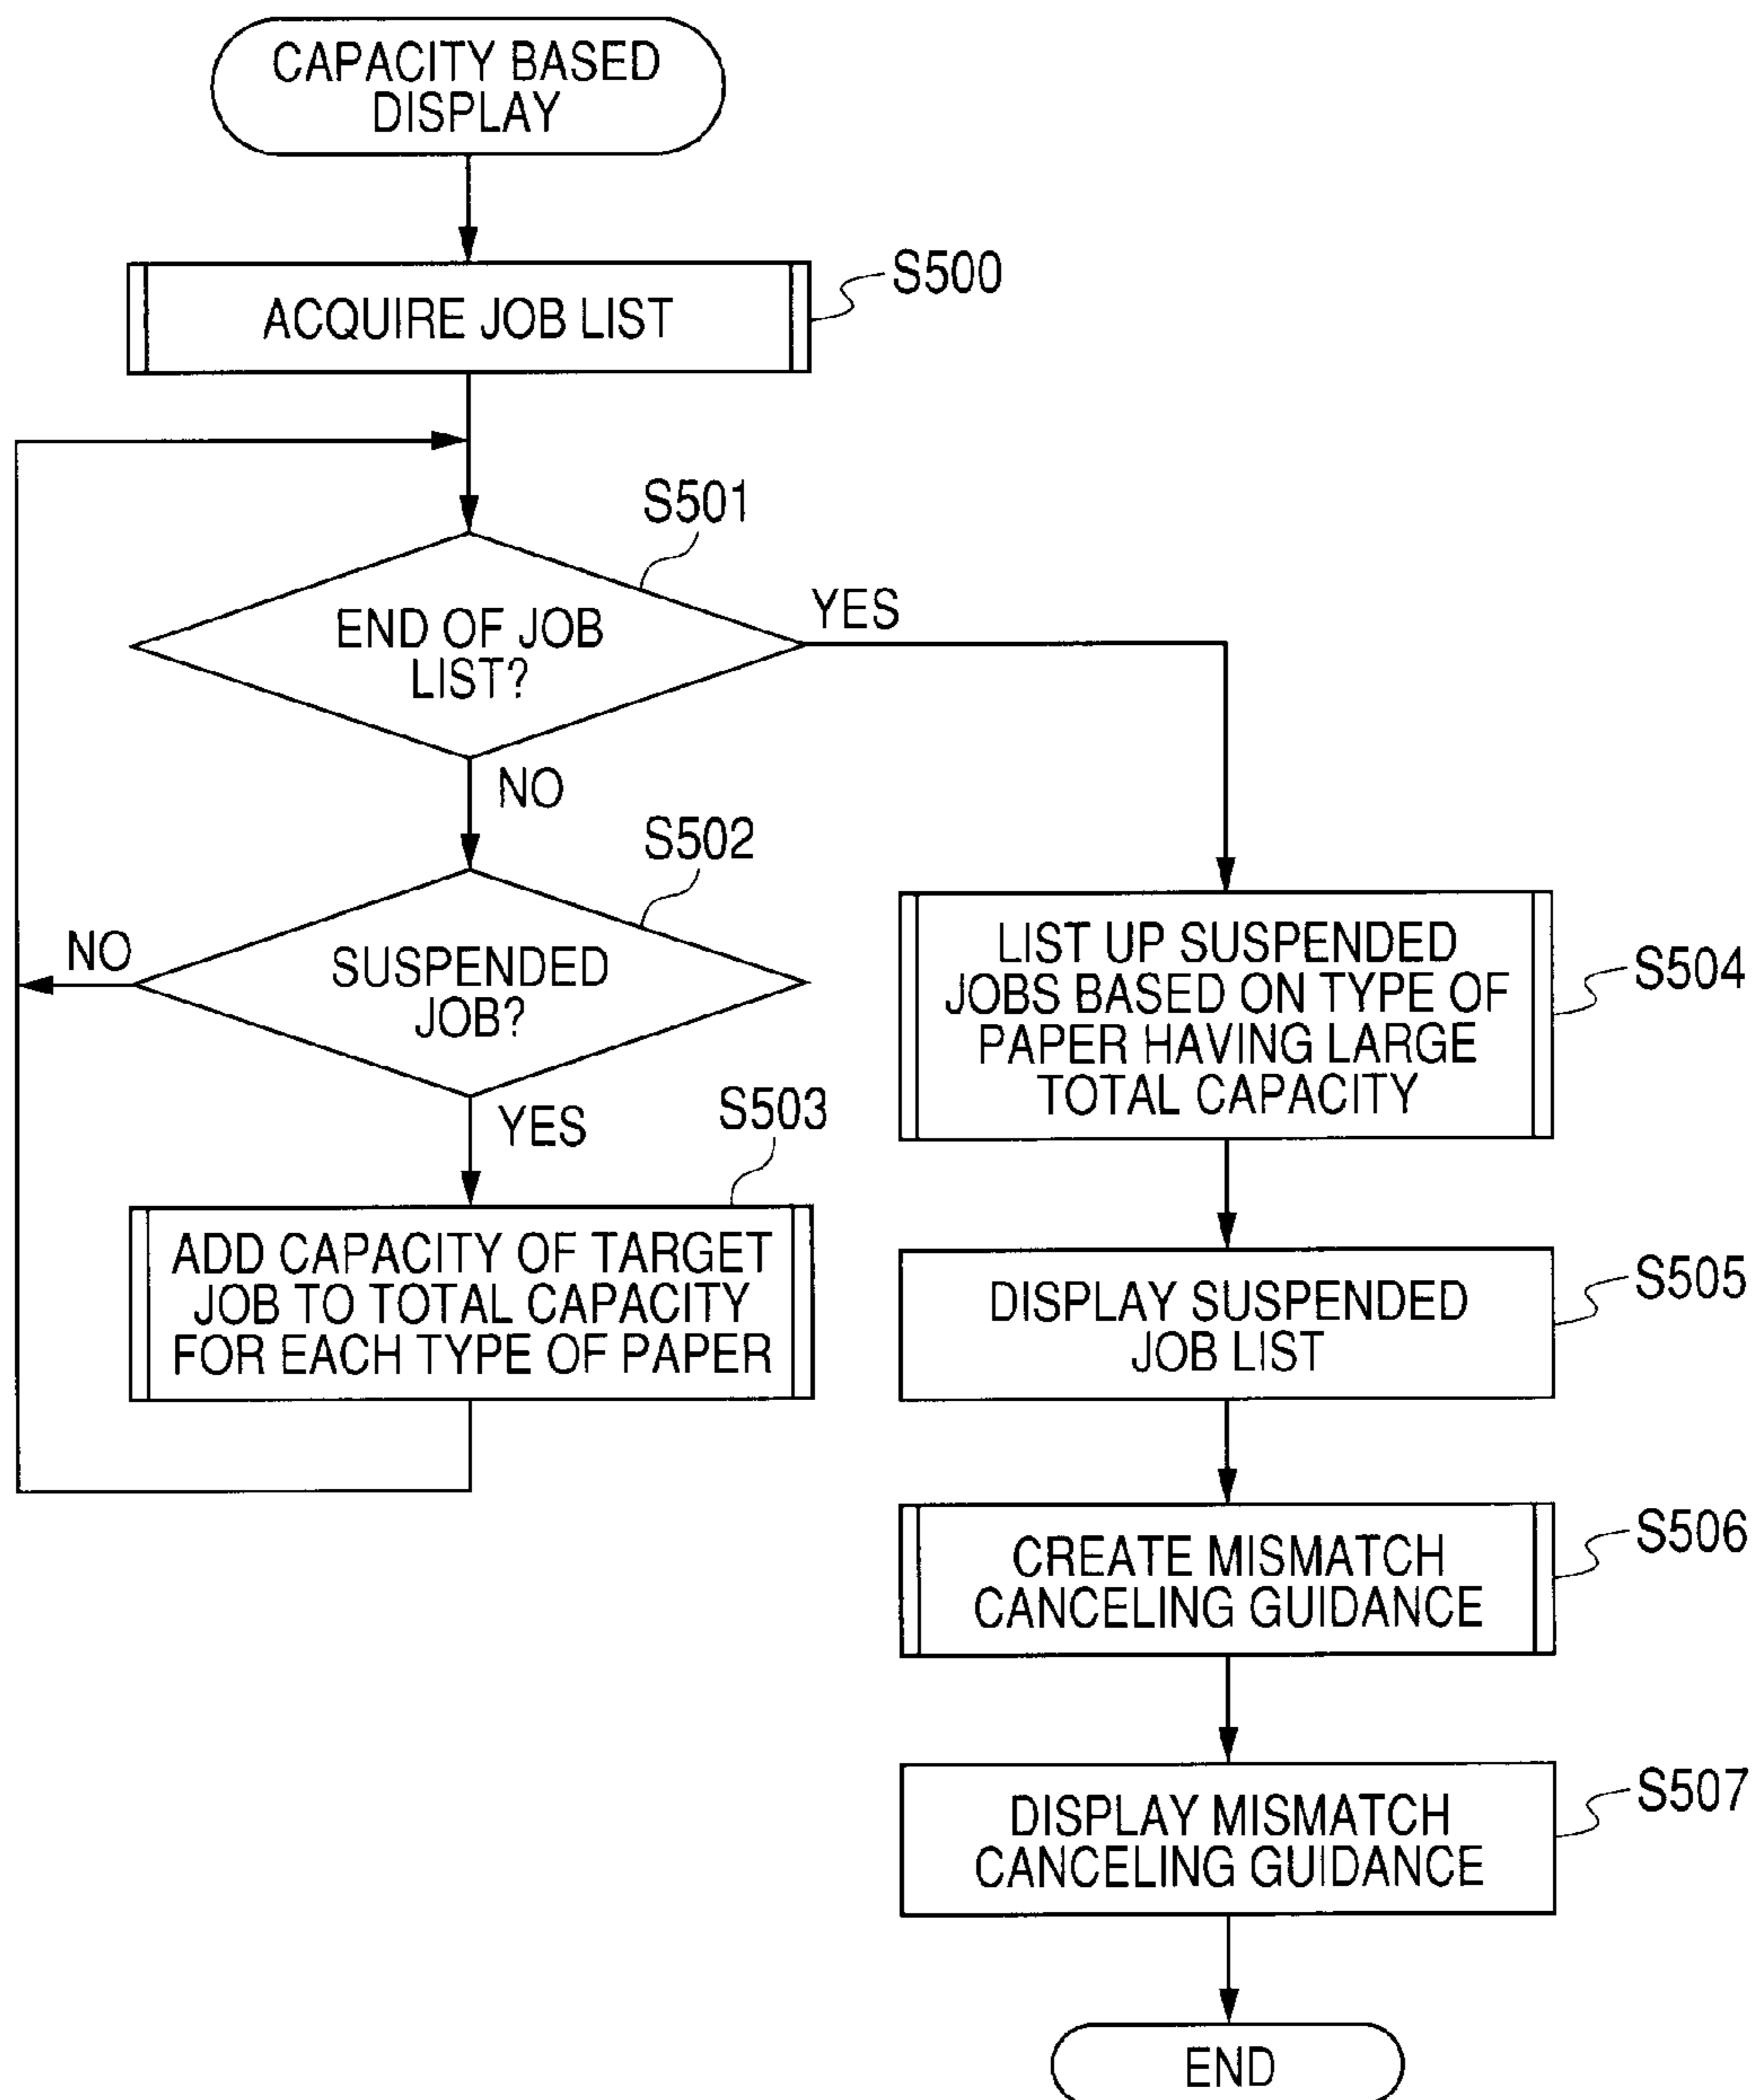 CAPACITY BASED
DISPLAY
S500
ACQUIRE JOB LIST
S501
END OF JOB
LIST?
YES
NO
S502
SUSPENDED
JOB?
NO
YES
S503
ADD CAPACITY OF TARGET
JOB TO TOTAL CAPACITY
FOR EACH TYPE OF PAPER
LIST UP SUSPENDED
JOBS BASED ON TYPE OF
PAPER HAVING LARGE
TOTAL CAPACITY
S504
DISPLAY SUSPENDED
JOB LIST
S505
CREATE MISMATCH
CANCELING GUIDANCE
S506
DISPLAY MISMATCH
CANCELING GUIDANCE
S507
END